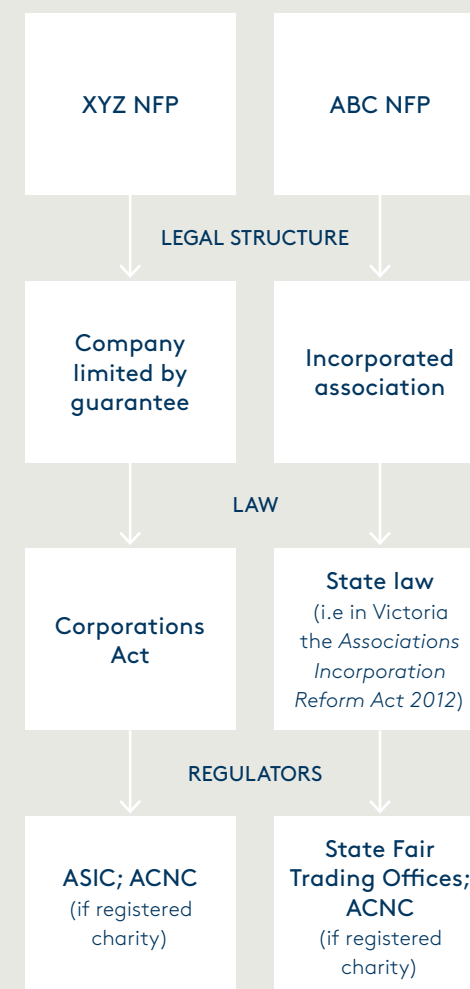 XYZ NFP
ABC NFP
LEGAL STRUCTURE
Company
limited by
guarantee
Incorporated
association
LAW
Corporations
Act
State law
(i.e in Victoria
the Associations
Incorporation
Reform Act 2012)
REGULATORS
ASIC; ACNC
(if registered
charity)
State Fair
Trading Offices;
ACNC
(if registered
charity)